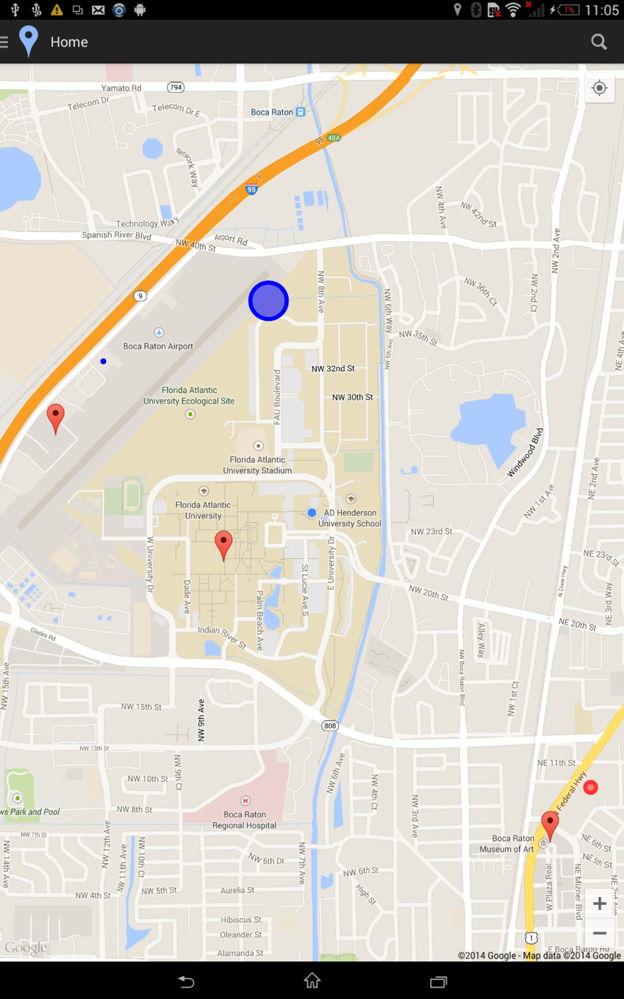 1%
11:05
Home
Yamato Rd
794
Telecom Dr
Telecom Dr E
Boca Raton
95
48A
Network Way
9
95
NW 4th Ave
NW 42nd St
Technology Way
Spanish River Blvd
Airport Rd
NW 40th St
NW 2nd Ave
NW 8th Ave
NW 36th Ct
NW 2nd Ct
9
NW 6th Way
Boca Raton Airport
NW 35th St
NE 4th Ave
NW 5th Ave
NW 32nd St
FAU Boulevard
Florida Atlantic
University Ecological Site
NW 30th St
Windwood Blvd
Florida Atlantic
University Stadium
NE 2nd Ave
Florida Atlantic
University
AD Henderson
University School
NW 1st Ave
NW 23rd St
W University Dr
E University Dr
NE 23rd St
N Dixie Hwy
Dade Ave
Palm Beach Ave
St Lucie Ave S
NW 20th St
NE 3rd Way
NE 20th St
Glades Rd
Indian River St
Alley Way
NW 15th Ave
NW Boca Raton Blvd
NW 1st Ct
NW 15th St
NW 9th Ave
808
NW 13th St
NE 11th St
NW 9th Ct
NW 6th Ave
NW 10th St
NW 4th Ct
N Federal Hwy
NW 8th St
ws Park and Pool
Boca Raton
Regional Hospital
NW 3rd Ave
NW 7th St
NW 12th Ave
Boca Raton
Museum of Art
NE 6th St
NE 5th St
NW 14th Ave
NW 11th Ave
NW 10th Ct
NW 6th Dr
NW 7th Ave
NW 6th St
W Plaza Real
NE Mizner Blvd
NE 3rd Ave
NW 4th St
NW 5th St
Aurelia St
High St
Hibiscus St
Oleander St
1
Google
Alamanda St
E Boca Raton Rd
©2014 Google - Map data ©2014 Google